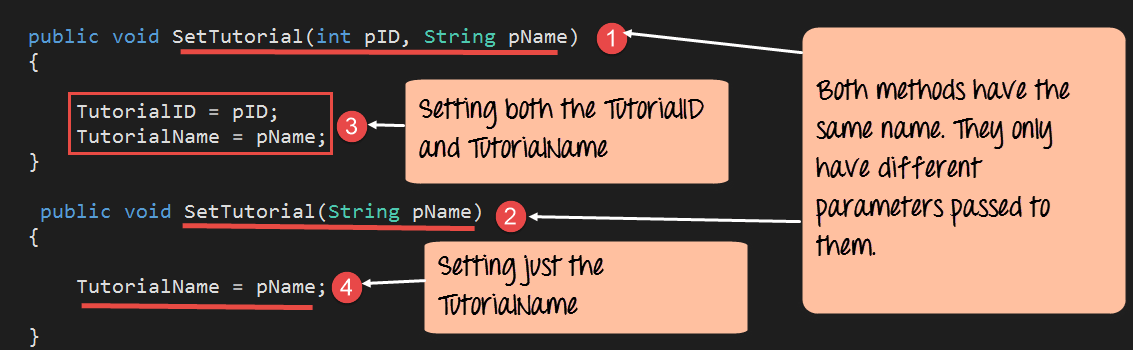 public void SetTutorial(int pID, String pName) 1
{
TutorialID = pID;
TutorialName = pName; 3
}
Setting both the TutorialID
and TutorialName
public void SetTutorial(String pName) 2
{
TutorialName = pName; 4
}
Setting just the
TutorialName
Both methods have the
same name. They only
have different
parameters passed to
them.